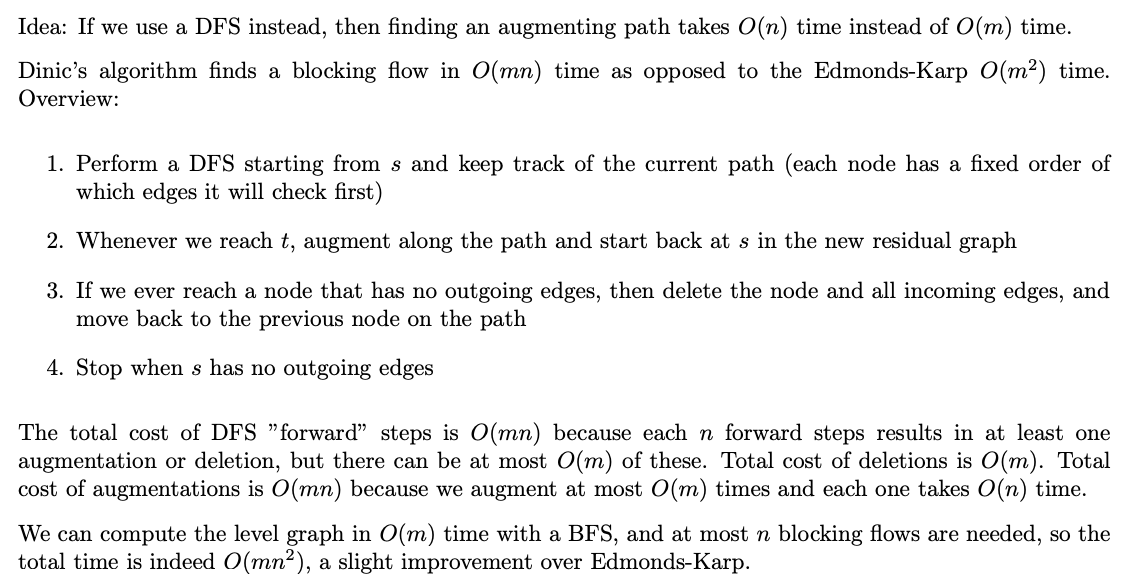 Idea: If we use a DFS instead, then finding an augmenting path takes O(n) time instead of O(m) time.
Dinic's algorithm finds a blocking flow in O(mn) time as opposed to the Edmonds-Karp O(m²) time.
Overview:
1. Perform a DFS starting from s and keep track of the current path (each node has a fixed order of
which edges it will check first)
2. Whenever we reach t, augment along the path and start back at s in the new residual graph
3. If we ever reach a node that has no outgoing edges, then delete the node and all incoming edges, and
move back to the previous node on the path
4. Stop when s has no outgoing edges
The total cost of DFS ”forward” steps is O(mn) because each n forward steps results in at least one
augmentation or deletion, but there can be at most O(m) of these. Total cost of deletions is O(m). Total
cost of augmentations is O(mn) because we augment at most O(m) times and each one takes O(n) time.
We can compute the level graph in O(m) time with a BFS, and at most n blocking flows are needed, so the
total time is indeed O(mn²), a slight improvement over Edmonds-Karp.